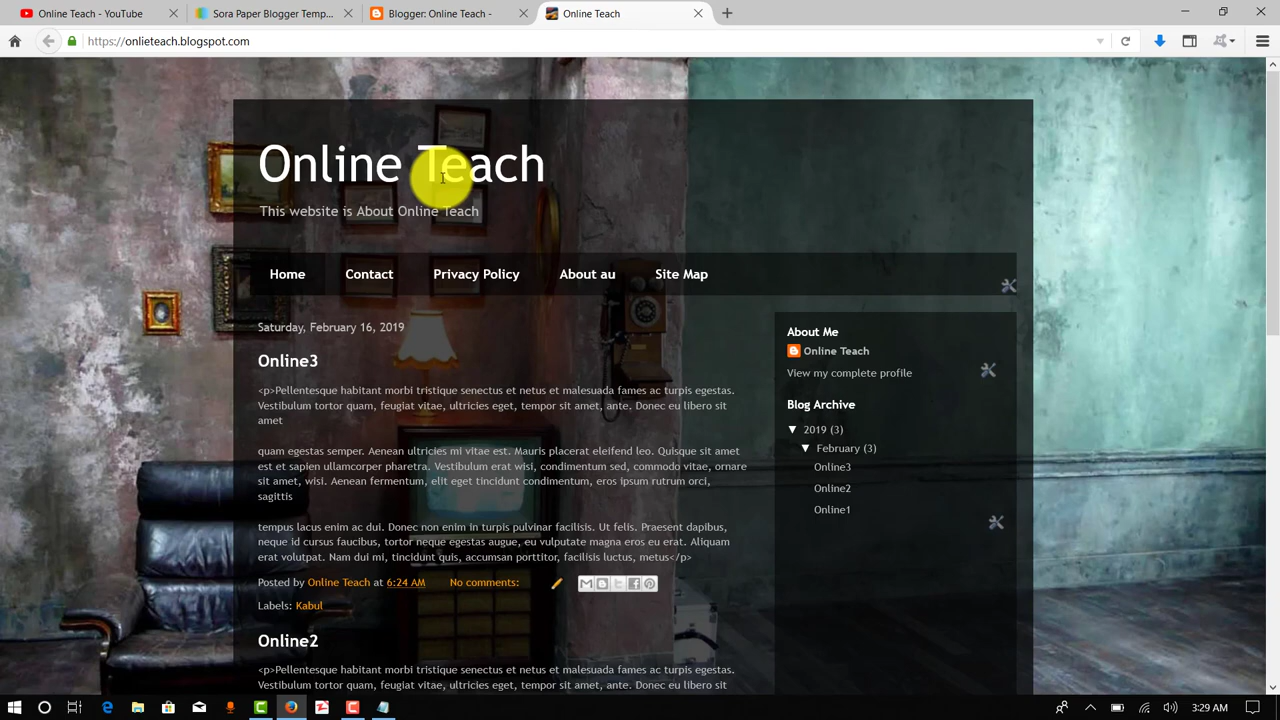 Online Teach - YouTube
Sora Paper Blogger Temp...
Blogger: Online Teach -
Online Teach
https://onlieteach.blogspot.com
Online Teach
This website is About Online Teach
Home Contact Privacy Policy About au Site Map
Saturday, February 16, 2019
Online3
<p>Pellentesque habitant morbi tristique senectus et netus et malesuada fames ac turpis egestas.
Vestibulum tortor quam, feugiat vitae, ultricies eget, tempor sit amet, ante. Donec eu libero sit
amet
quam egestas semper. Aenean ultricies mi vitae est. Mauris placerat eleifend leo. Quisque sit amet
est et sapien ullamcorper pharetra. Vestibulum erat wisi, condimentum sed, commodo vitae, ornare
sit amet, wisi. Aenean fermentum, elit eget tincidunt condimentum, eros ipsum rutrum orci,
sagittis
tempus lacus enim ac dui. Donec non enim in turpis pulvinar facilisis. Ut felis. Praesent dapibus,
neque id cursus faucibus, tortor neque egestas augue, eu vulputate magna eros eu erat. Aliquam
erat volutpat. Nam dui mi, tincidunt quis, accumsan porttitor, facilisis luctus, metus</p>
Posted by Online Teach at 6:24 AM No comments:
Labels: Kabul
Online2
<p>Pellentesque habitant morbi tristique senectus et netus et malesuada fames ac turpis egestas.
Vestibulum tortor quam, feugiat vitae, ultricies eget, tempor sit amet, ante. Donec eu libero sit
About Me
Online Teach
View my complete profile
Blog Archive
▼ 2019 (3)
▼ February (3)
Online3
Online2
Online1
3:29 AM